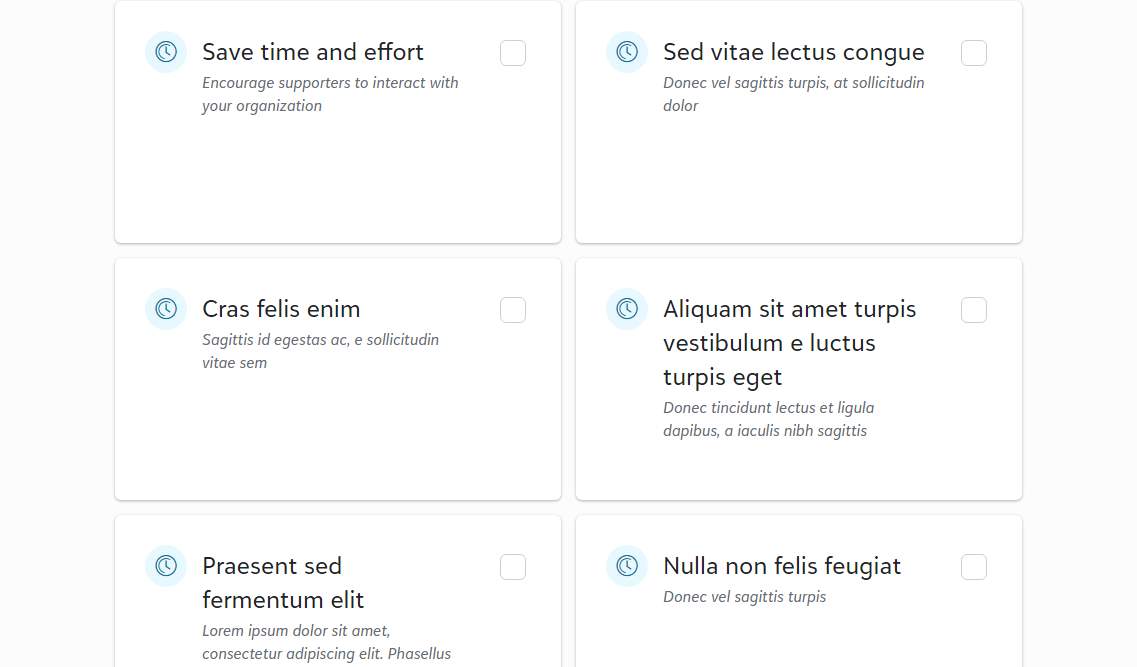 Save time and effort
Encourage supporters to interact with
your organization
Sed vitae lectus congue
Donec vel sagittis turpis, at sollicitudin
dolor
Cras felis enim
Sagittis id egestas ac, e sollicitudin
vitae sem
Aliquam sit amet turpis
vestibulum e luctus
turpis eget
Donec tincidunt lectus et ligula
dapibus, a iaculis nibh sagittis
Praesent sed
fermentum elit
Lorem ipsum dolor sit amet,
consectetur adipiscing elit. Phasellus
Nulla non felis feugiat
Donec vel sagittis turpis